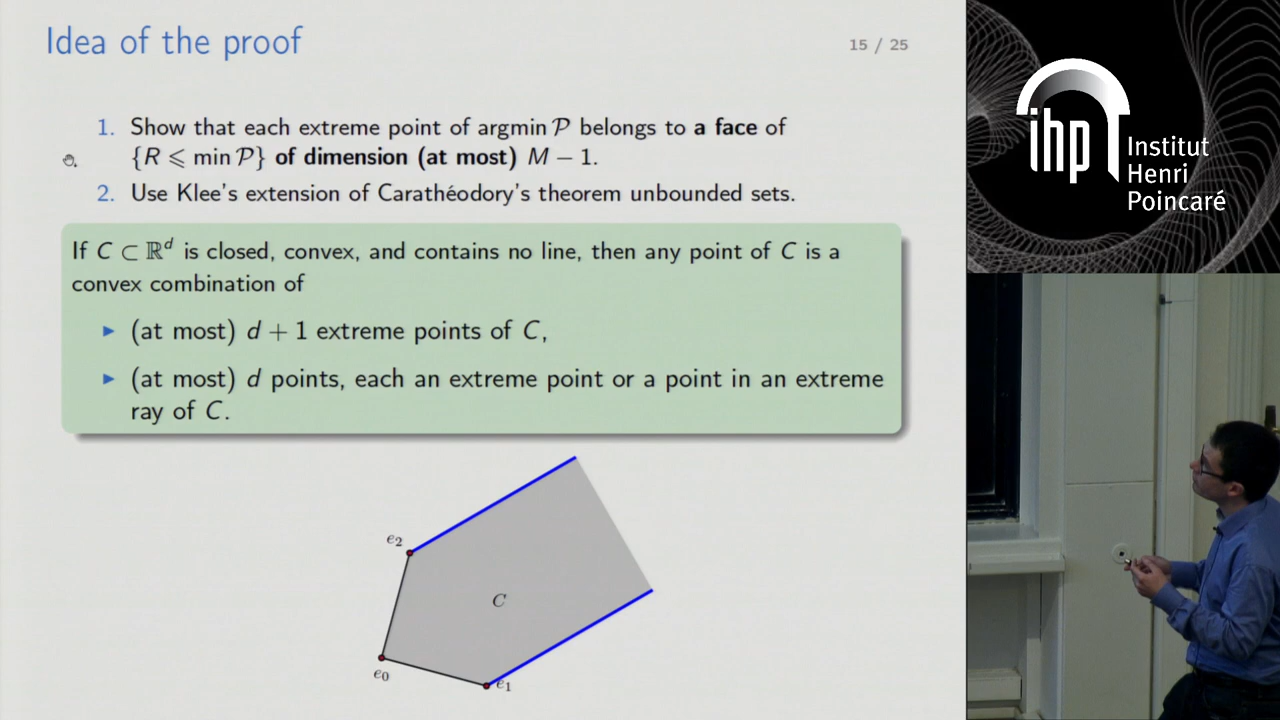 Idea of the proof
15 / 25
1. Show that each extreme point of argmin 𝒫 belongs to a face of
{R ⩽ min 𝒫} of dimension (at most) M − 1.
2. Use Klee's extension of Carathéodory's theorem unbounded sets.
If C ⊂ ℝᵈ is closed, convex, and contains no line, then any point of C is a
convex combination of
▶ (at most) d + 1 extreme points of C,
▶ (at most) d points, each an extreme point or a point in an extreme
ray of C.
e₂
C
e₀
e₁
ihp
Institut
Henri
Poincaré